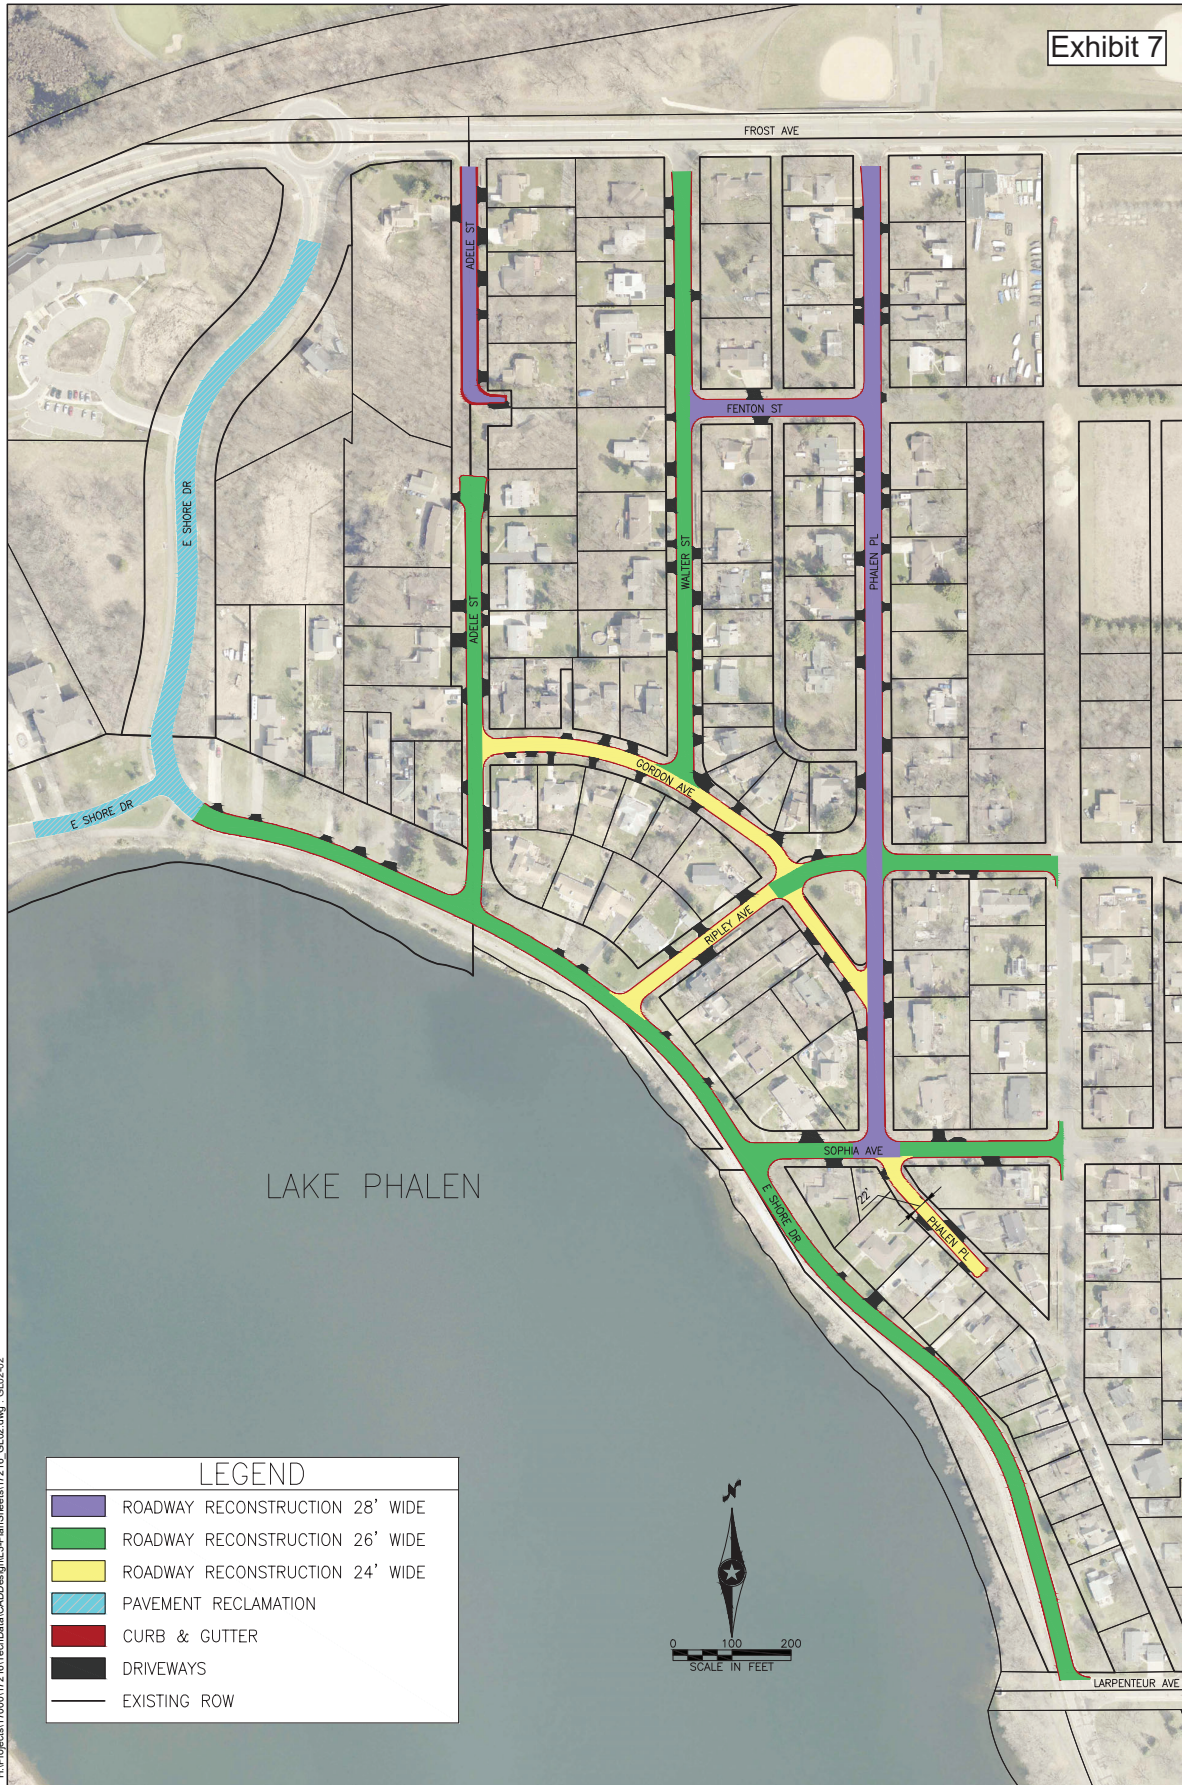 Exhibit 7
FROST AVE
ADELE ST
FENTON ST
E SHORE DR
WALTER ST
PHALEN PL
ADELE ST
GORDON AVE
E SHORE DR
RIPLEY AVE
SOPHIA AVE
LAKE PHALEN
22'
E SHORE DR
PHALEN PL
LEGEND
ROADWAY RECONSTRUCTION 28' WIDE
ROADWAY RECONSTRUCTION 26' WIDE
ROADWAY RECONSTRUCTION 24' WIDE
PAVEMENT RECLAMATION
CURB & GUTTER
DRIVEWAYS
EXISTING ROW
N
0 100 200
SCALE IN FEET
LARPENTEUR AVE